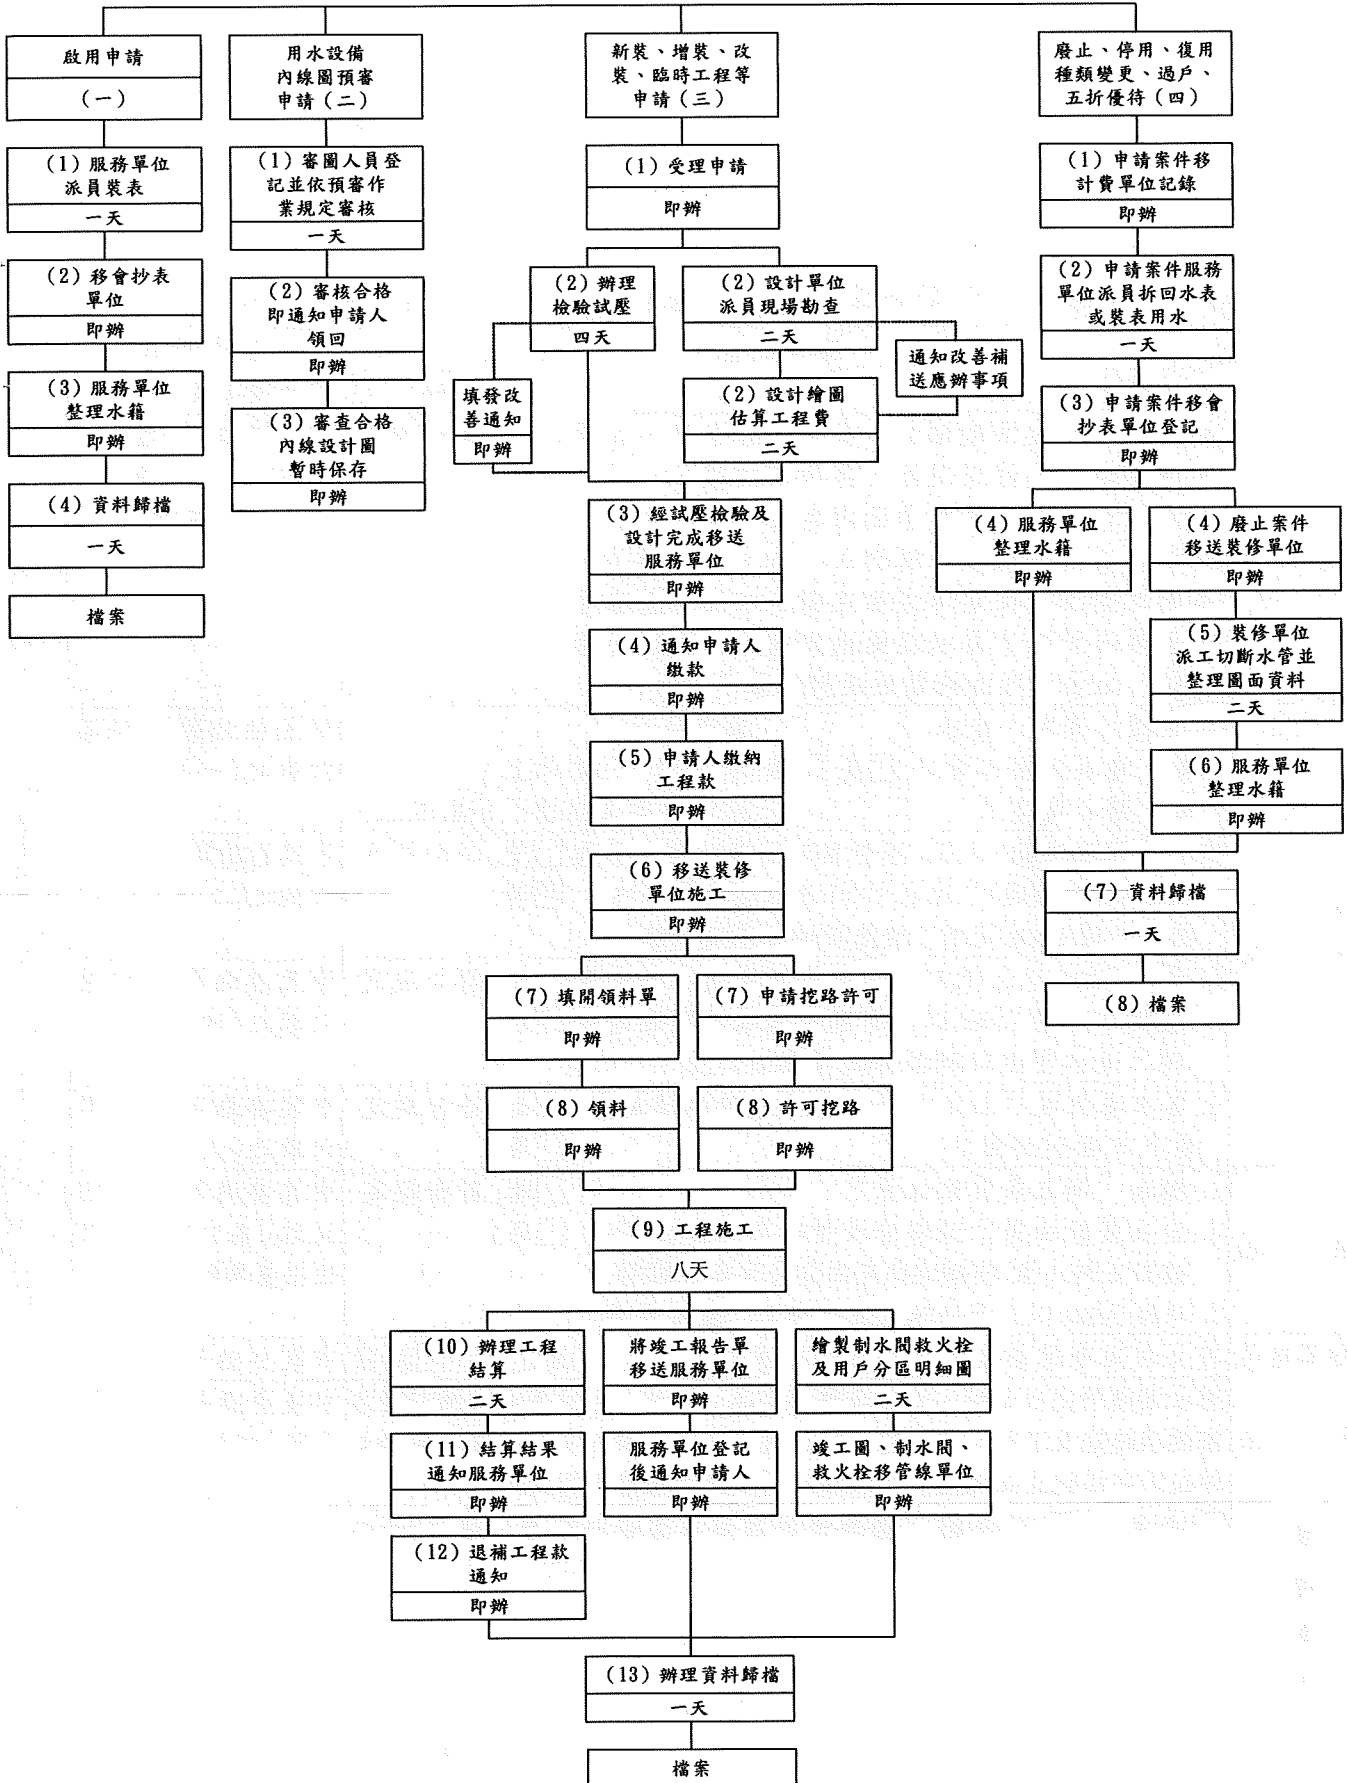 啟用申請
(一)
(1)服務單位
派員裝表
一天
(2)移會抄表
單位
即辦
(3)服務單位
整理水籍
即辦
(4)資料歸檔
一天
檔案
用水設備
內線圖預審
申請(二)
(1)審圖人員登
記並依預審作
業規定審核
一天
(2)審核合格
即通知申請人
領回
即辦
(3)審查合格
內線設計圖
暫時保存
即辦
新裝、增裝、改
裝、臨時工程等
申請(三)
(1)受理申請
即辦
(2)辦理
檢驗試壓
四天
填發改
善通知
即辦
(2)設計單位
派員現場勘查
二天
通知改善補
送應辦事項
(2)設計繪圖
估算工程費
二天
(3)經試壓檢驗及
設計完成移送
服務單位
即辦
(4)通知申請人
繳款
即辦
(5)申請人繳納
工程款
即辦
(6)移送裝修
單位施工
即辦
(7)填開領料單
即辦
(7)申請挖路許可
即辦
(8)領料
即辦
(8)許可挖路
即辦
(9)工程施工
八天
(10)辦理工程
結算
二天
(11)結算結果
通知服務單位
即辦
(12)退補工程款
通知
即辦
將竣工報告單
移送服務單位
即辦
服務單位登記
後通知申請人
即辦
繪製制水閥救火栓
及用戶分區明細圖
二天
竣工圖、制水閥、
救火栓移管線單位
即辦
(13)辦理資料歸檔
一天
檔案
廢止、停用、復用
種類變更、過戶、
五折優待(四)
(1)申請案件移
計費單位記錄
即辦
(2)申請案件服務
單位派員拆回水表
或裝表用水
一天
(3)申請案件移會
抄表單位登記
即辦
(4)服務單位
整理水籍
即辦
(4)廢止案件
移送裝修單位
即辦
(5)裝修單位
派工切斷水管並
整理圖面資料
二天
(6)服務單位
整理水籍
即辦
(7)資料歸檔
一天
(8)檔案